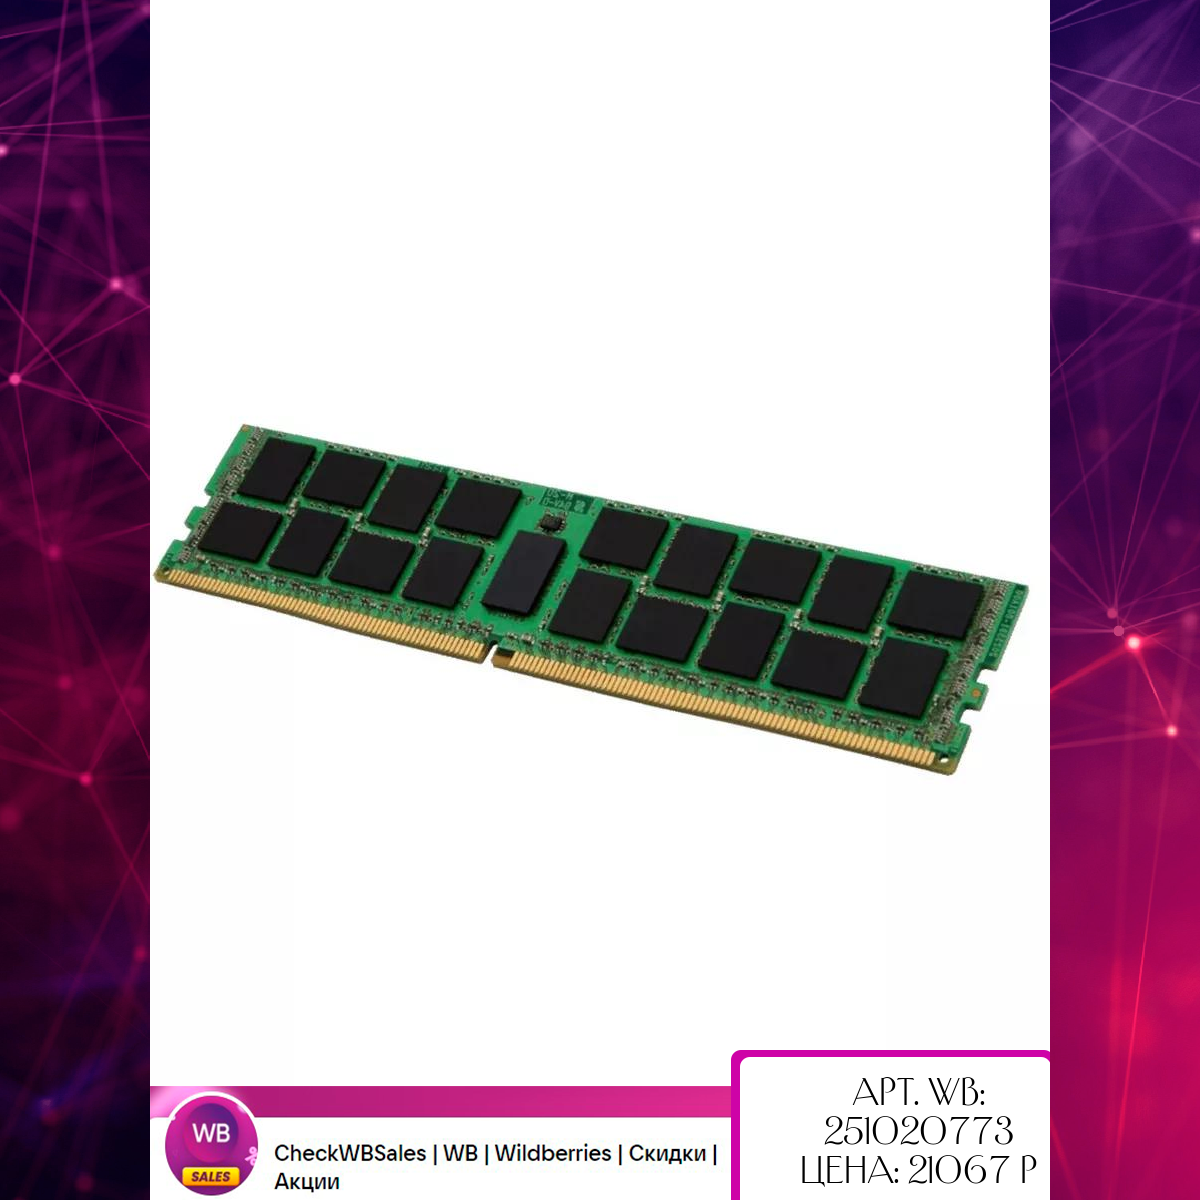 АРТ. WB:
251020773
ЦЕНА: 21067 Р
WB
SALES
CheckWBSales | WB | Wildberries | Скидки |
Акции